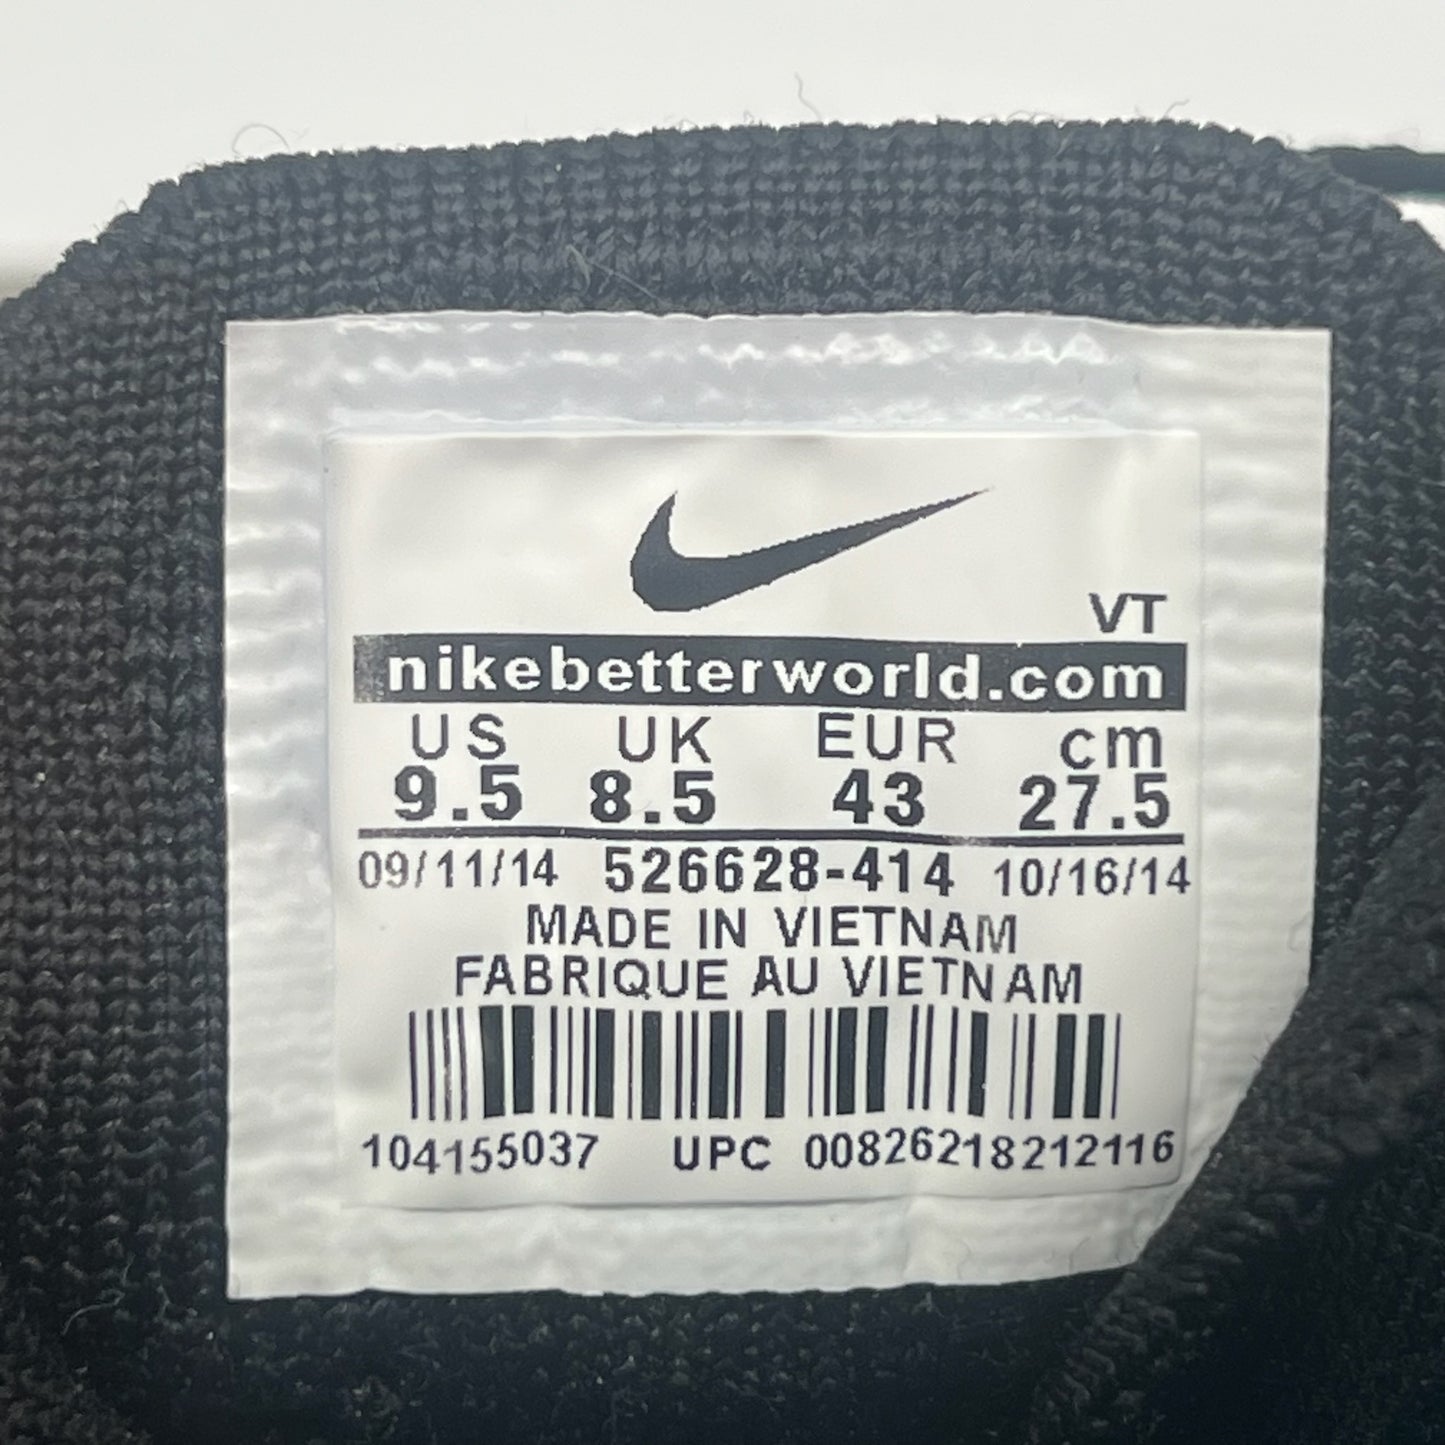 VT
nikebetterworld.com
US UK EUR cm
9.5 8.5 43 27.5
09/11/14 526628-414 10/16/14
MADE IN VIETNAM
FABRIQUE AU VIETNAM
104155037 UPC 00826218212116